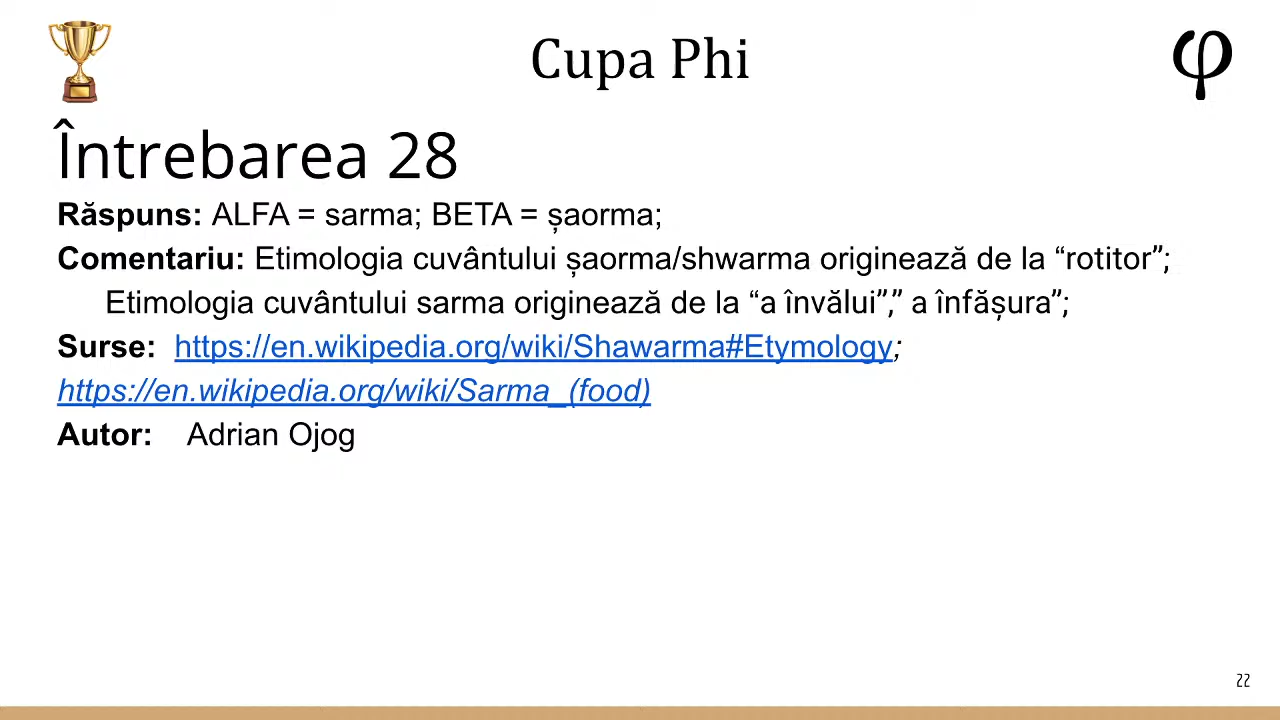 Cupa Phi
φ
Întrebarea 28
Răspuns: ALFA = sarma; BETA = șaorma;
Comentariu: Etimologia cuvântului șaorma/shwarma originează de la “rotitor”;
Etimologia cuvântului sarma originează de la “a învălui”,” a înfășura”;
Surse: https://en.wikipedia.org/wiki/Shawarma#Etymology;
https://en.wikipedia.org/wiki/Sarma_(food)
Autor: Adrian Ojog
22